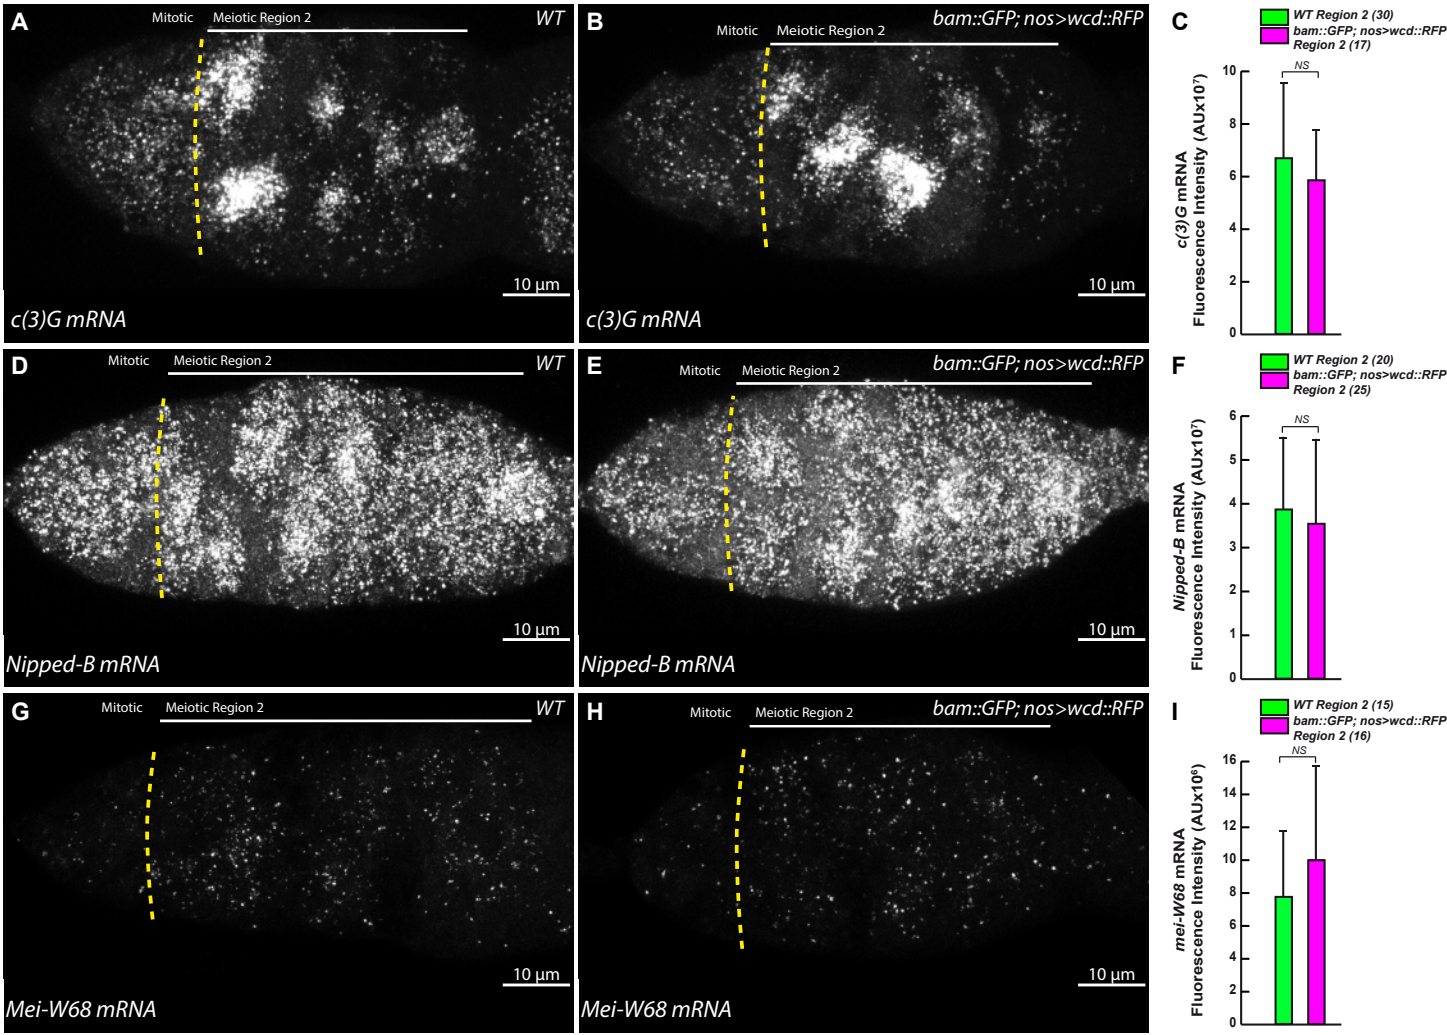 A Mitotic Meiotic Region 2 WT
10 µm
c(3)G mRNA
B Mitotic Meiotic Region 2 bam::GFP; nos>wcd::RFP
10 µm
c(3)G mRNA
C
WT Region 2 (30)
bam::GFP; nos>wcd::RFP
Region 2 (17)
NS
c(3)G mRNA
Fluorescence Intensity (AUx10⁷)
10
8
6
4
2
0
D Mitotic Meiotic Region 2 WT
10 µm
Nipped-B mRNA
E Mitotic Meiotic Region 2 bam::GFP; nos>wcd::RFP
10 µm
Nipped-B mRNA
F
WT Region 2 (20)
bam::GFP; nos>wcd::RFP
Region 2 (25)
NS
Nipped-B mRNA
Fluorescence Intensity (AUx10⁷)
6
5
4
3
2
1
0
G Mitotic Meiotic Region 2 WT
10 µm
Mei-W68 mRNA
H Mitotic Meiotic Region 2 bam::GFP; nos>wcd::RFP
10 µm
Mei-W68 mRNA
I
WT Region 2 (15)
bam::GFP; nos>wcd::RFP
Region 2 (16)
NS
mei-W68 mRNA
Fluorescence Intensity (AUx10⁶)
16
14
12
10
8
6
4
2
0